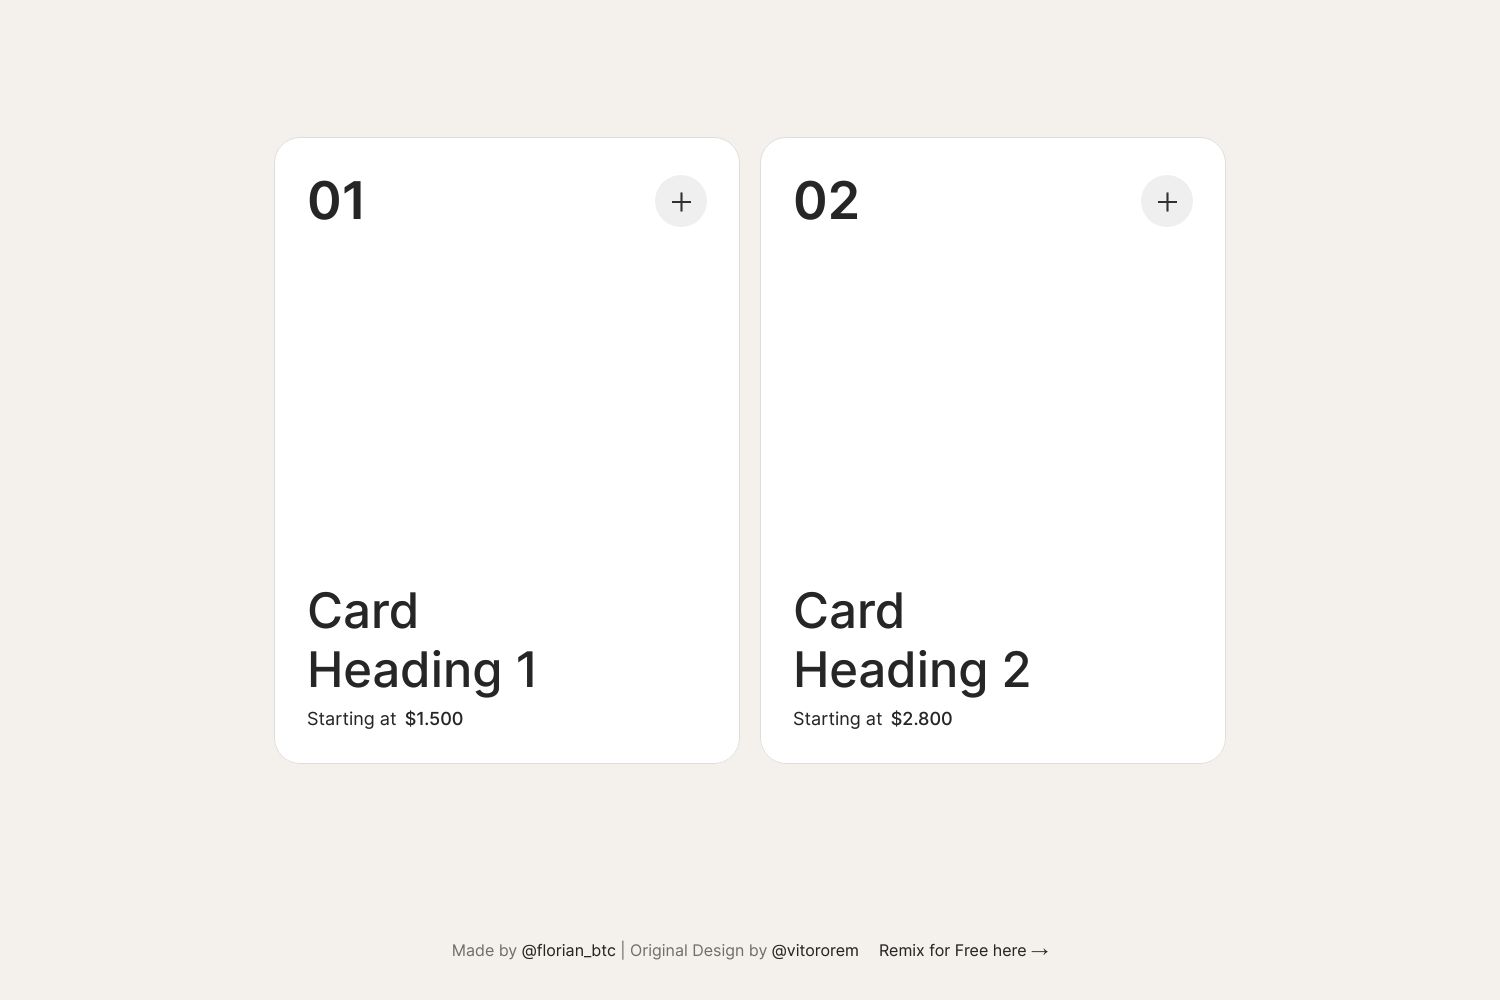 01
Card
Heading 1
Starting at $1.500
02
Card
Heading 2
Starting at $2.800
Made by @florian_btc | Original Design by @vitororem Remix for Free here →